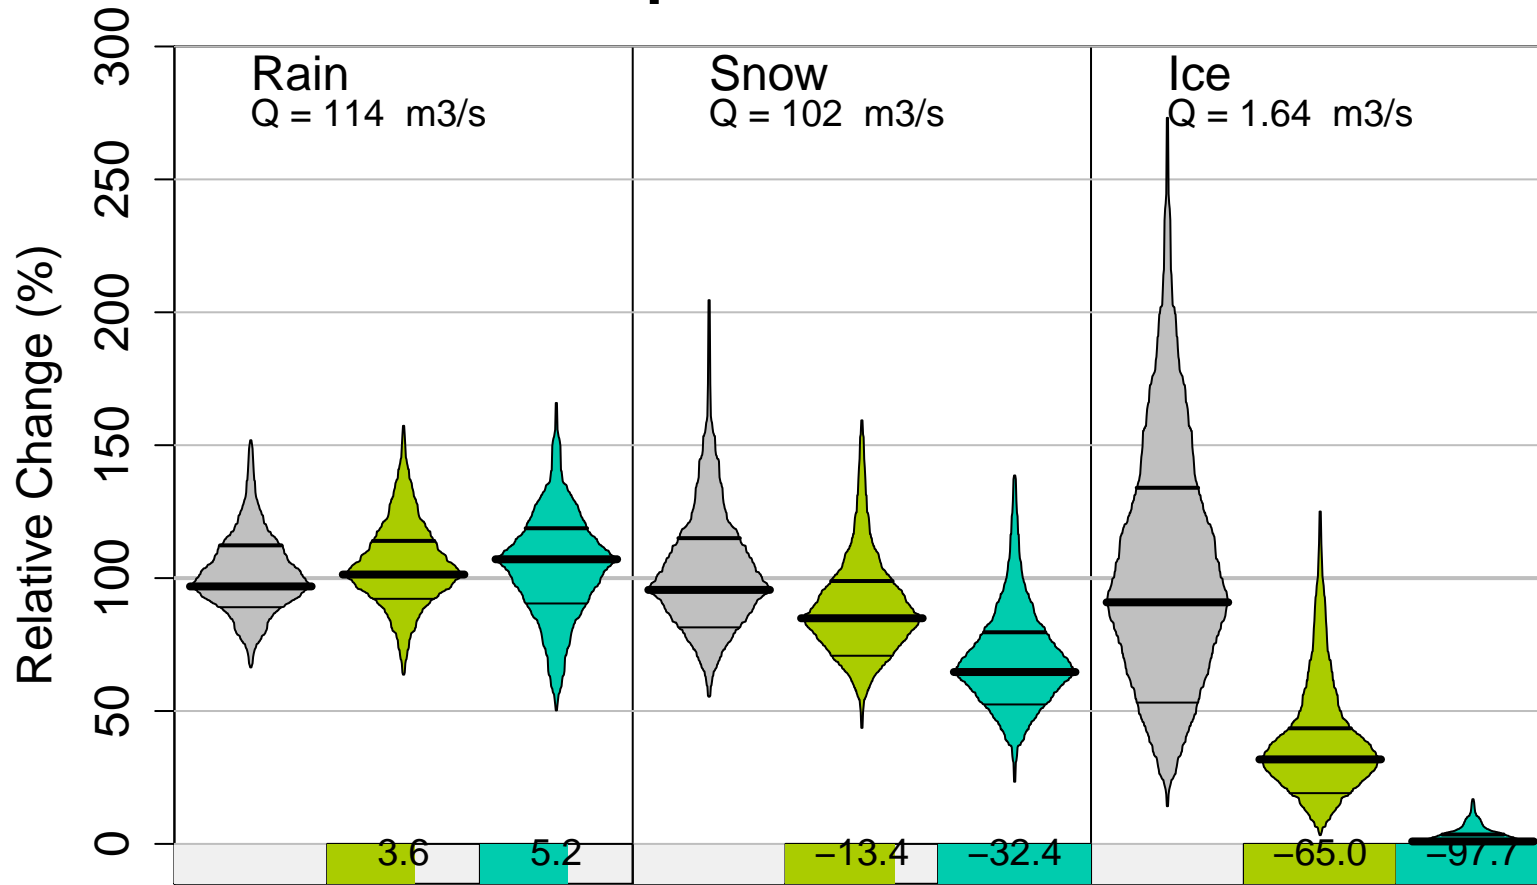 300
250
200
150
100
50
0
Relative Change (%)
Rain
Q = 114 m3/s
Snow
Q = 102 m3/s
Ice
Q = 1.64 m3/s
3.6
5.2
−13.4
−32.4
−65.0
−97.7